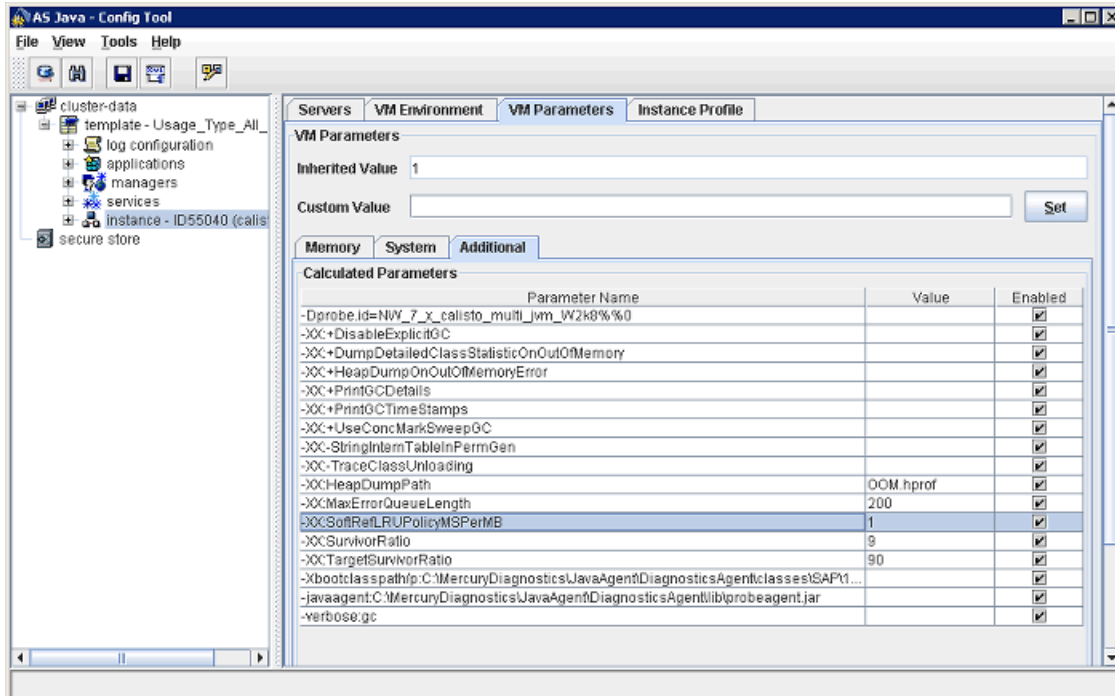 AS Java - Config Tool
File View Tools Help
cluster-data
template - Usage_Type_All_
log configuration
applications
managers
services
instance - ID55040 (calis
secure store
Servers VM Environment VM Parameters Instance Profile
VM Parameters
Inherited Value 1
Custom Value Set
Memory System Additional
Calculated Parameters
Parameter Name Value Enabled
-Dprobe.id=NW_7_x_calisto_multi_jvm_W2k8%%0
-XX:+DisableExplicitGC
-XX:+DumpDetailedClassStatisticOnOutOfMemory
-XX:+HeapDumpOnOutOfMemoryError
-XX:+PrintGCDetails
-XX:+PrintGCTimeStamps
-XX:+UseConcMarkSweepGC
-XX:-StringInternTableInPermGen
-XX:-TraceClassUnloading
-XX:HeapDumpPath OOM.hprof
-XX:MaxErrorQueueLength 200
-XX:SoftRefLRUPolicyMSPerMB 1
-XX:SurvivorRatio 9
-XX:TargetSurvivorRatio 90
-Xbootclasspath/p:C:\MercuryDiagnostics\JavaAgent\DiagnosticsAgent\classes\SAP\1...
-javaagent:C:\MercuryDiagnostics\JavaAgent\DiagnosticsAgent\lib\probeagent.jar
-verbose:gc